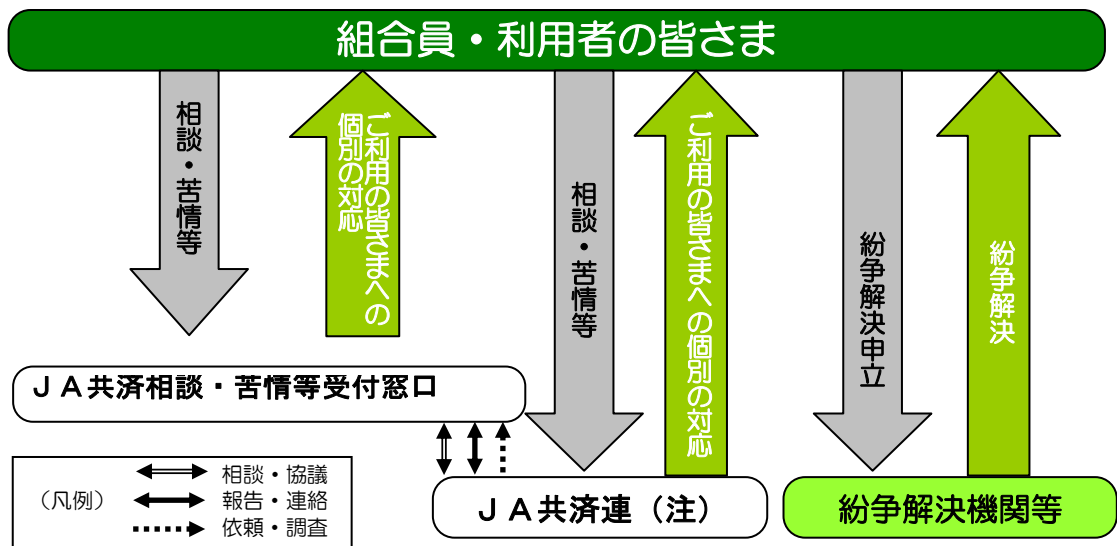 組合員・利用者の皆さま
相談・苦情等
ご利用の皆さまへの
個別の対応
相談・苦情等
ご利用の皆さまへの個別の対応
紛争解決申立
紛争解決
ＪＡ共済相談・苦情等受付窓口
（凡例）
相談・協議
報告・連絡
依頼・調査
ＪＡ共済連（注）
紛争解決機関等